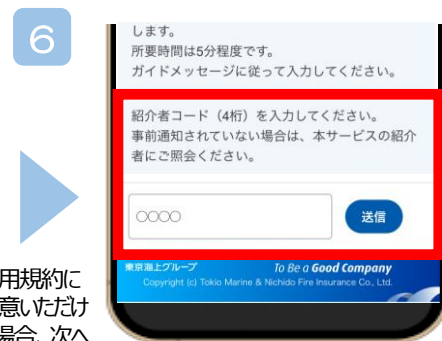 6
します。
所要時間は5分程度です。
ガイドメッセージに従って入力してください。
紹介者コード（4桁）を入力してください。
事前通知されていない場合は、本サービスの紹介
者にご照会ください。
○○○○
送信
東京海上グループ To Be a Good Company
Copyright (c) Tokio Marine & Nichido Fire Insurance Co., Ltd.
用規約に
意いただけ
場合、次へ